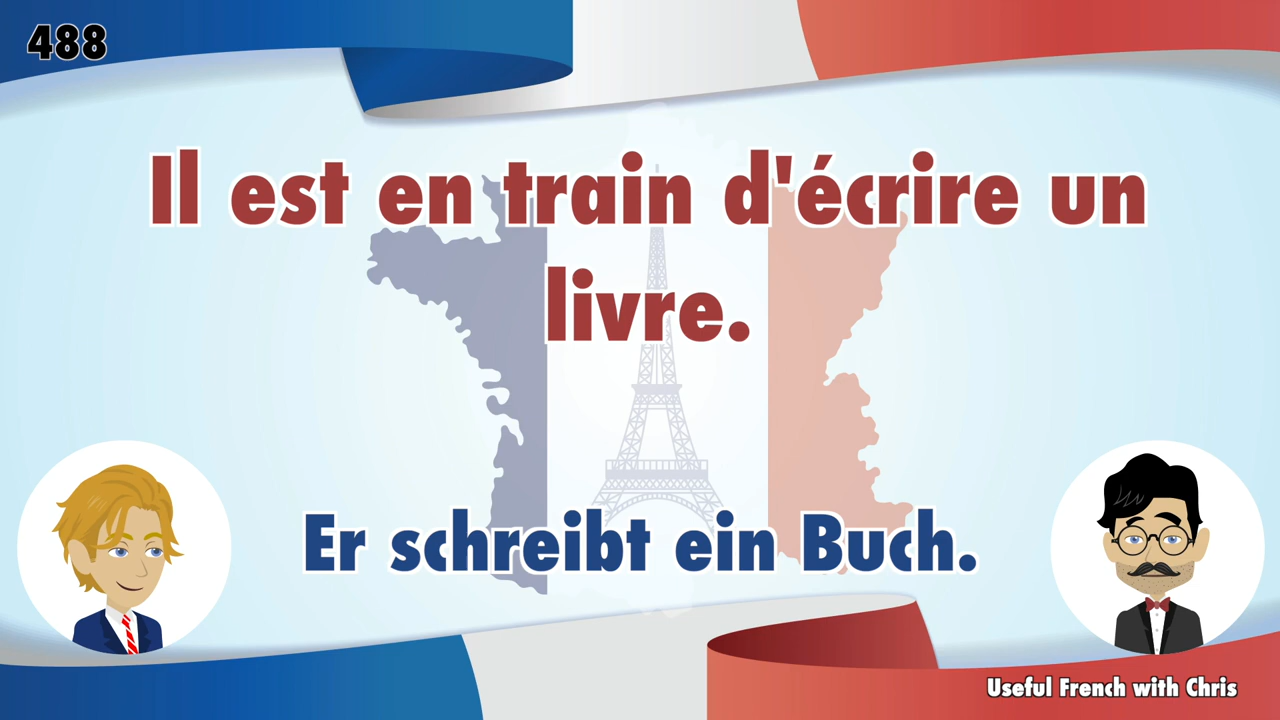 488
Il est en train d'écrire un
livre.
Er schreibt ein Buch.
Useful French with Chris